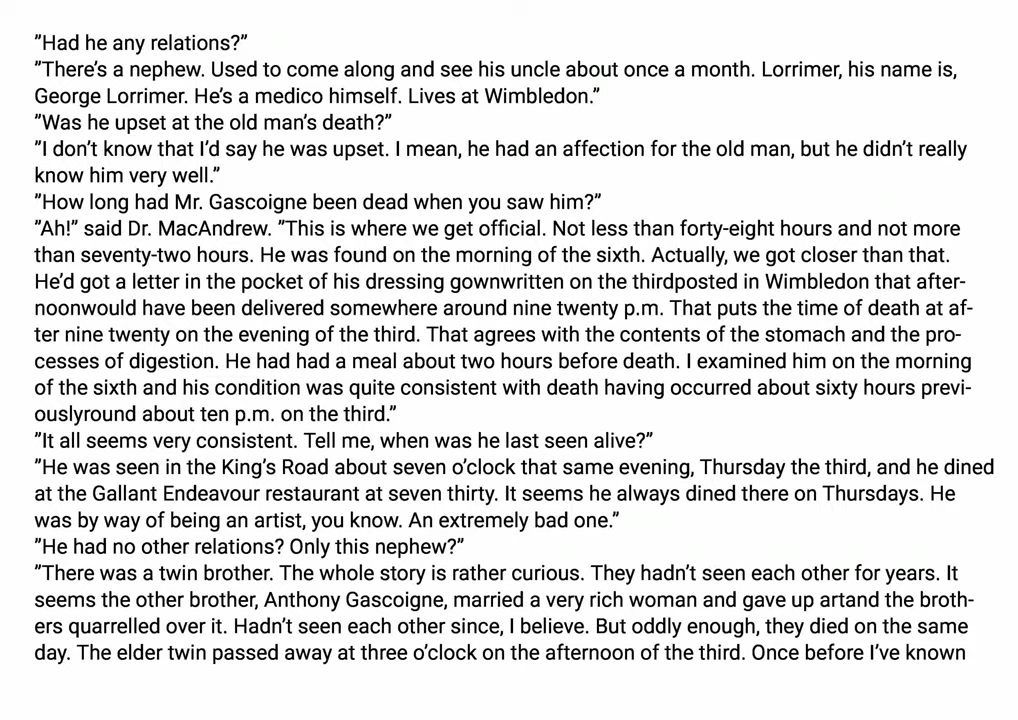 ”Had he any relations?”
”There’s a nephew. Used to come along and see his uncle about once a month. Lorrimer, his name is,
George Lorrimer. He’s a medico himself. Lives at Wimbledon.”
”Was he upset at the old man’s death?”
”I don’t know that I’d say he was upset. I mean, he had an affection for the old man, but he didn’t really
know him very well.”
”How long had Mr. Gascoigne been dead when you saw him?”
”Ah!” said Dr. MacAndrew. ”This is where we get official. Not less than forty-eight hours and not more
than seventy-two hours. He was found on the morning of the sixth. Actually, we got closer than that.
He’d got a letter in the pocket of his dressing gownwritten on the thirdposted in Wimbledon that after-
noonwould have been delivered somewhere around nine twenty p.m. That puts the time of death at af-
ter nine twenty on the evening of the third. That agrees with the contents of the stomach and the pro-
cesses of digestion. He had had a meal about two hours before death. I examined him on the morning
of the sixth and his condition was quite consistent with death having occurred about sixty hours previ-
ouslyround about ten p.m. on the third.”
”It all seems very consistent. Tell me, when was he last seen alive?”
”He was seen in the King’s Road about seven o’clock that same evening, Thursday the third, and he dined
at the Gallant Endeavour restaurant at seven thirty. It seems he always dined there on Thursdays. He
was by way of being an artist, you know. An extremely bad one.”
”He had no other relations? Only this nephew?”
”There was a twin brother. The whole story is rather curious. They hadn’t seen each other for years. It
seems the other brother, Anthony Gascoigne, married a very rich woman and gave up artand the broth-
ers quarrelled over it. Hadn’t seen each other since, I believe. But oddly enough, they died on the same
day. The elder twin passed away at three o’clock on the afternoon of the third. Once before I’ve known